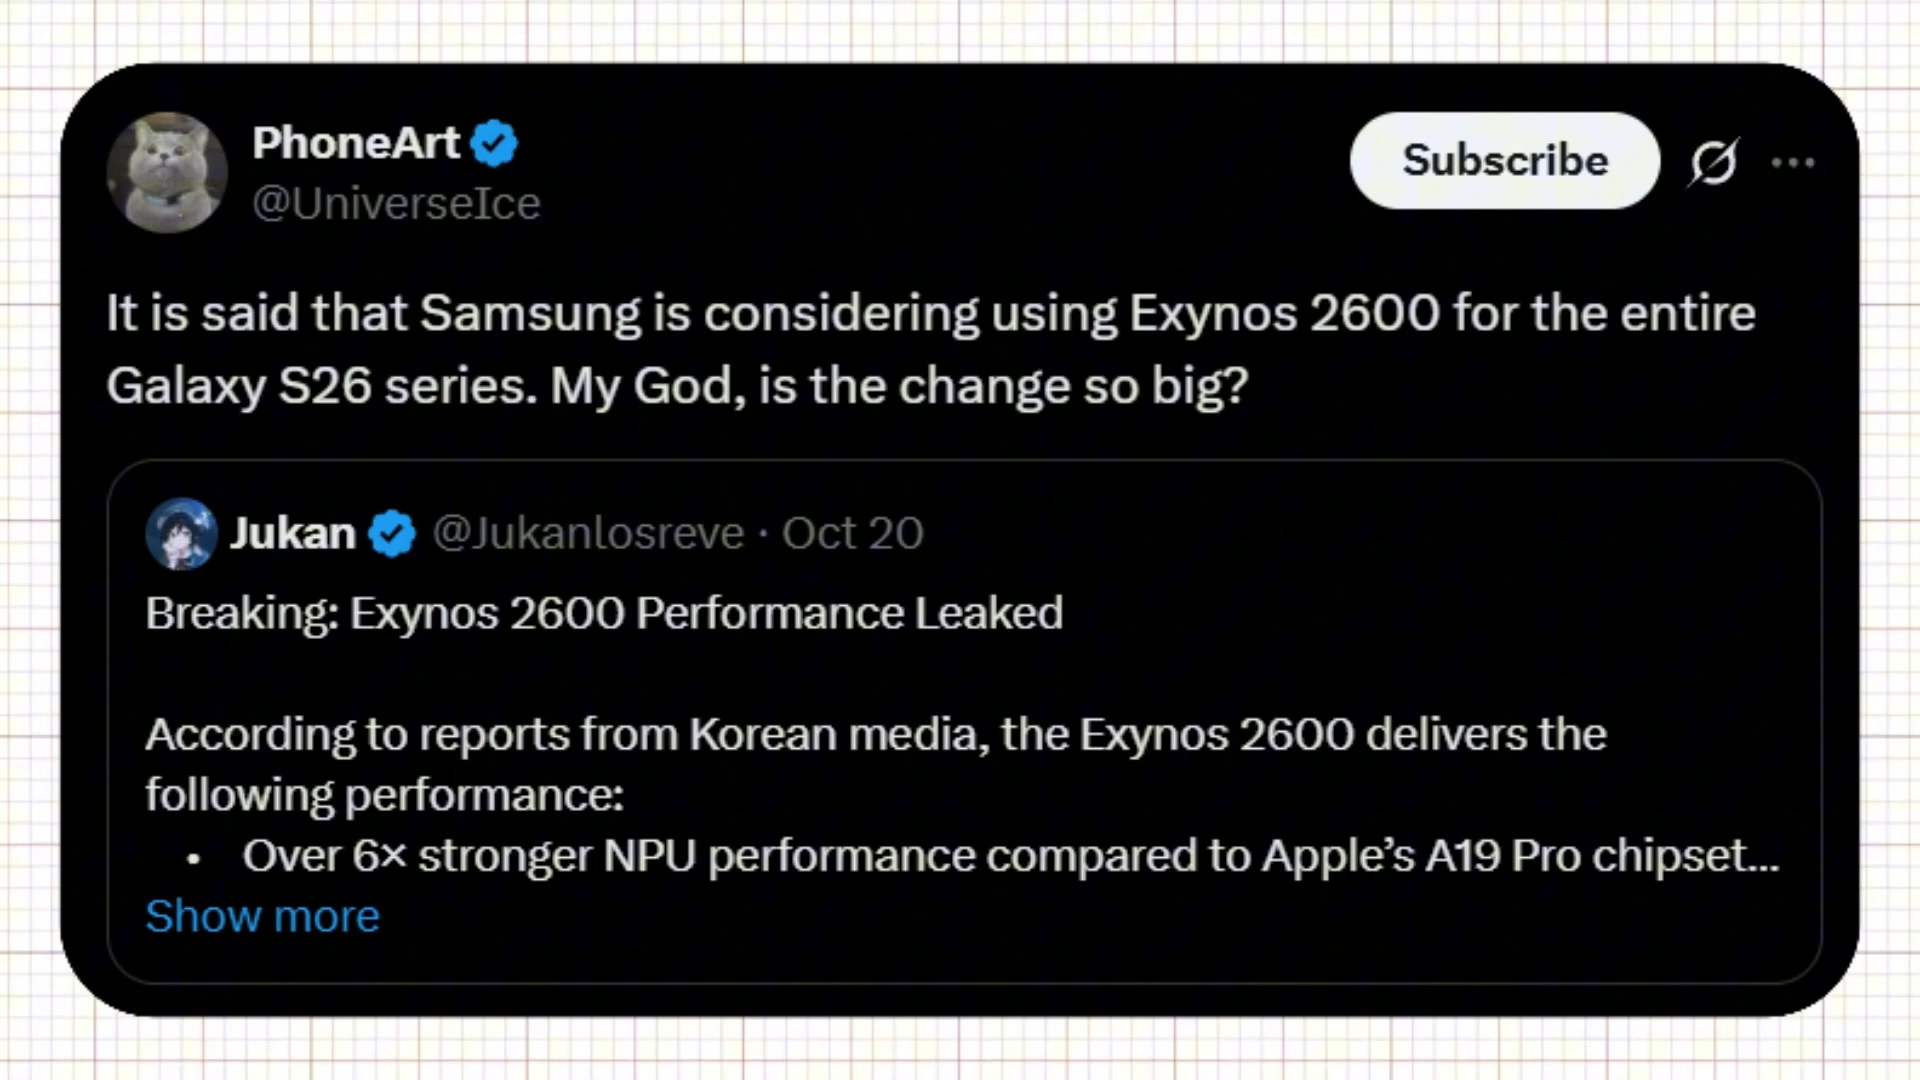 PhoneArt
@UniverseIce
Subscribe
It is said that Samsung is considering using Exynos 2600 for the entire
Galaxy S26 series. My God, is the change so big?
Jukan @Jukanlosreve · Oct 20
Breaking: Exynos 2600 Performance Leaked
According to reports from Korean media, the Exynos 2600 delivers the
following performance:
• Over 6× stronger NPU performance compared to Apple’s A19 Pro chipset...
Show more